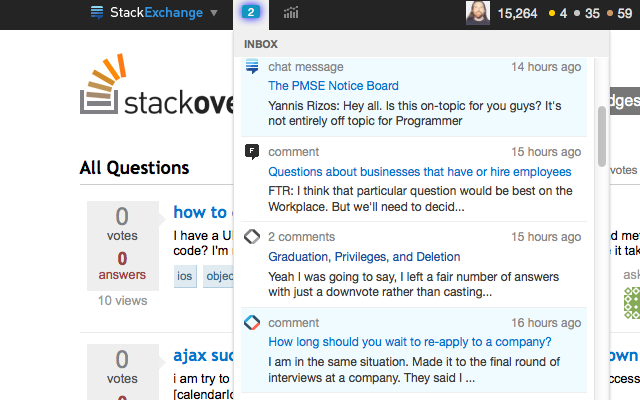 StackExchange
2
15,264
4
35
59
INBOX
chat message
14 hours ago
The PMSE Notice Board
Yannis Rizos: Hey all. Is this on-topic for you guys? It's
not entirely off topic for Programmer
F
comment
15 hours ago
Questions about businesses that have or hire employees
FTR: I think that particular question would be best on the
Workplace. But we'll need to decid...
2 comments
15 hours ago
Graduation, Privileges, and Deletion
Yeah I was going to say, I left a fair number of answers
with just a downvote rather than casting...
comment
16 hours ago
How long should you wait to re-apply to a company?
I am in the same situation. Made it to the final round of
interviews at a company. They said I ...
stackove
dges
All Questions
votes
0
votes
0
answers
10 views
how to
I have a U
code? I'm
ios
objec
d met
it tak
ask
0
votes
0
ajax suc
own
i am try to
[calendarl
ccess